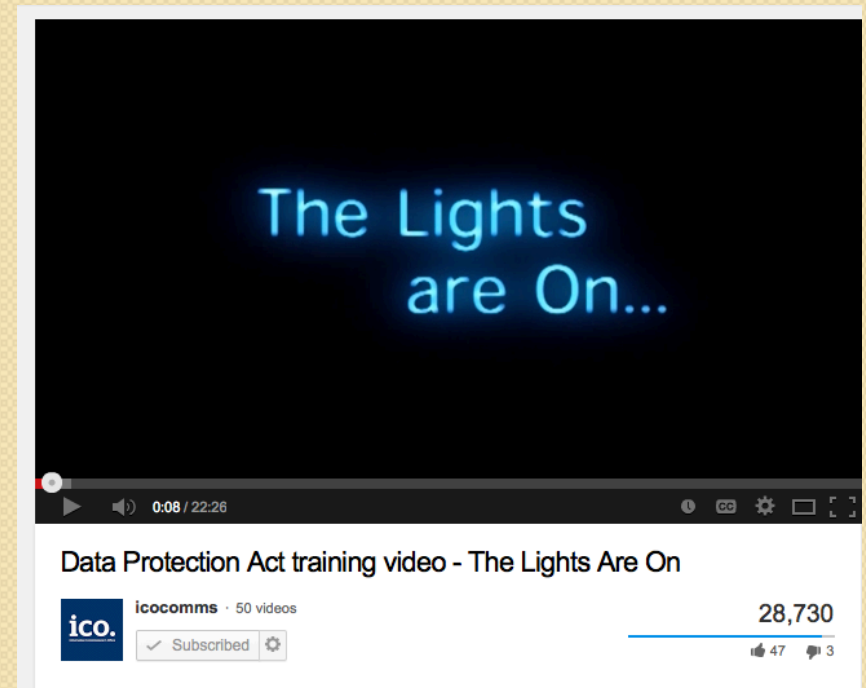 The Lights
are On...
0:08 / 22:26
CC
Data Protection Act training video - The Lights Are On
ico.
icocomms · 50 videos
Subscribed
28,730
47 3